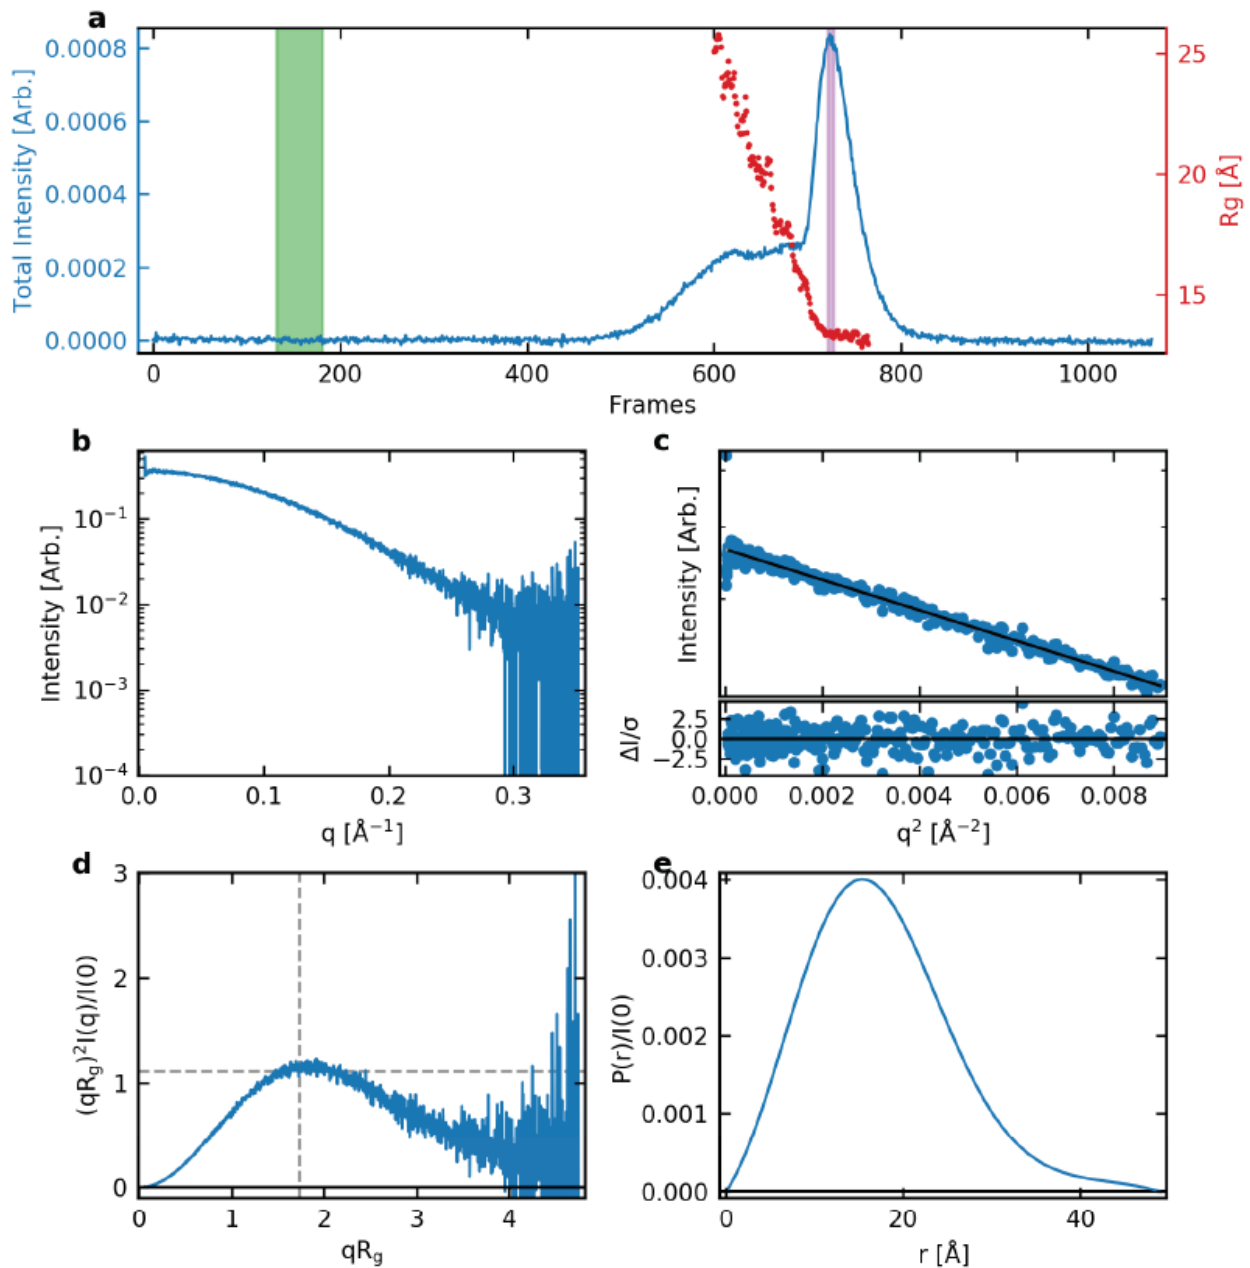 a
Total Intensity [Arb.]
0.0008
0.0006
0.0004
0.0002
0.0000
25
20
15
Rg [Å]
0 200 400 600 800 1000
Frames
b
Intensity [Arb.]
10⁻¹
10⁻²
10⁻³
10⁻⁴
0.0 0.1 0.2 0.3
q [Å⁻¹]
c
Intensity [Arb.]
ΔI/σ
2.5
0.0
−2.5
0.000 0.002 0.004 0.006 0.008
q² [Å⁻²]
d
(qRg)²I(q)/I(0)
3
2
1
0
0 1 2 3 4
qRg
e
P(r)/I(0)
0.004
0.003
0.002
0.001
0.000
0 20 40
r [Å]